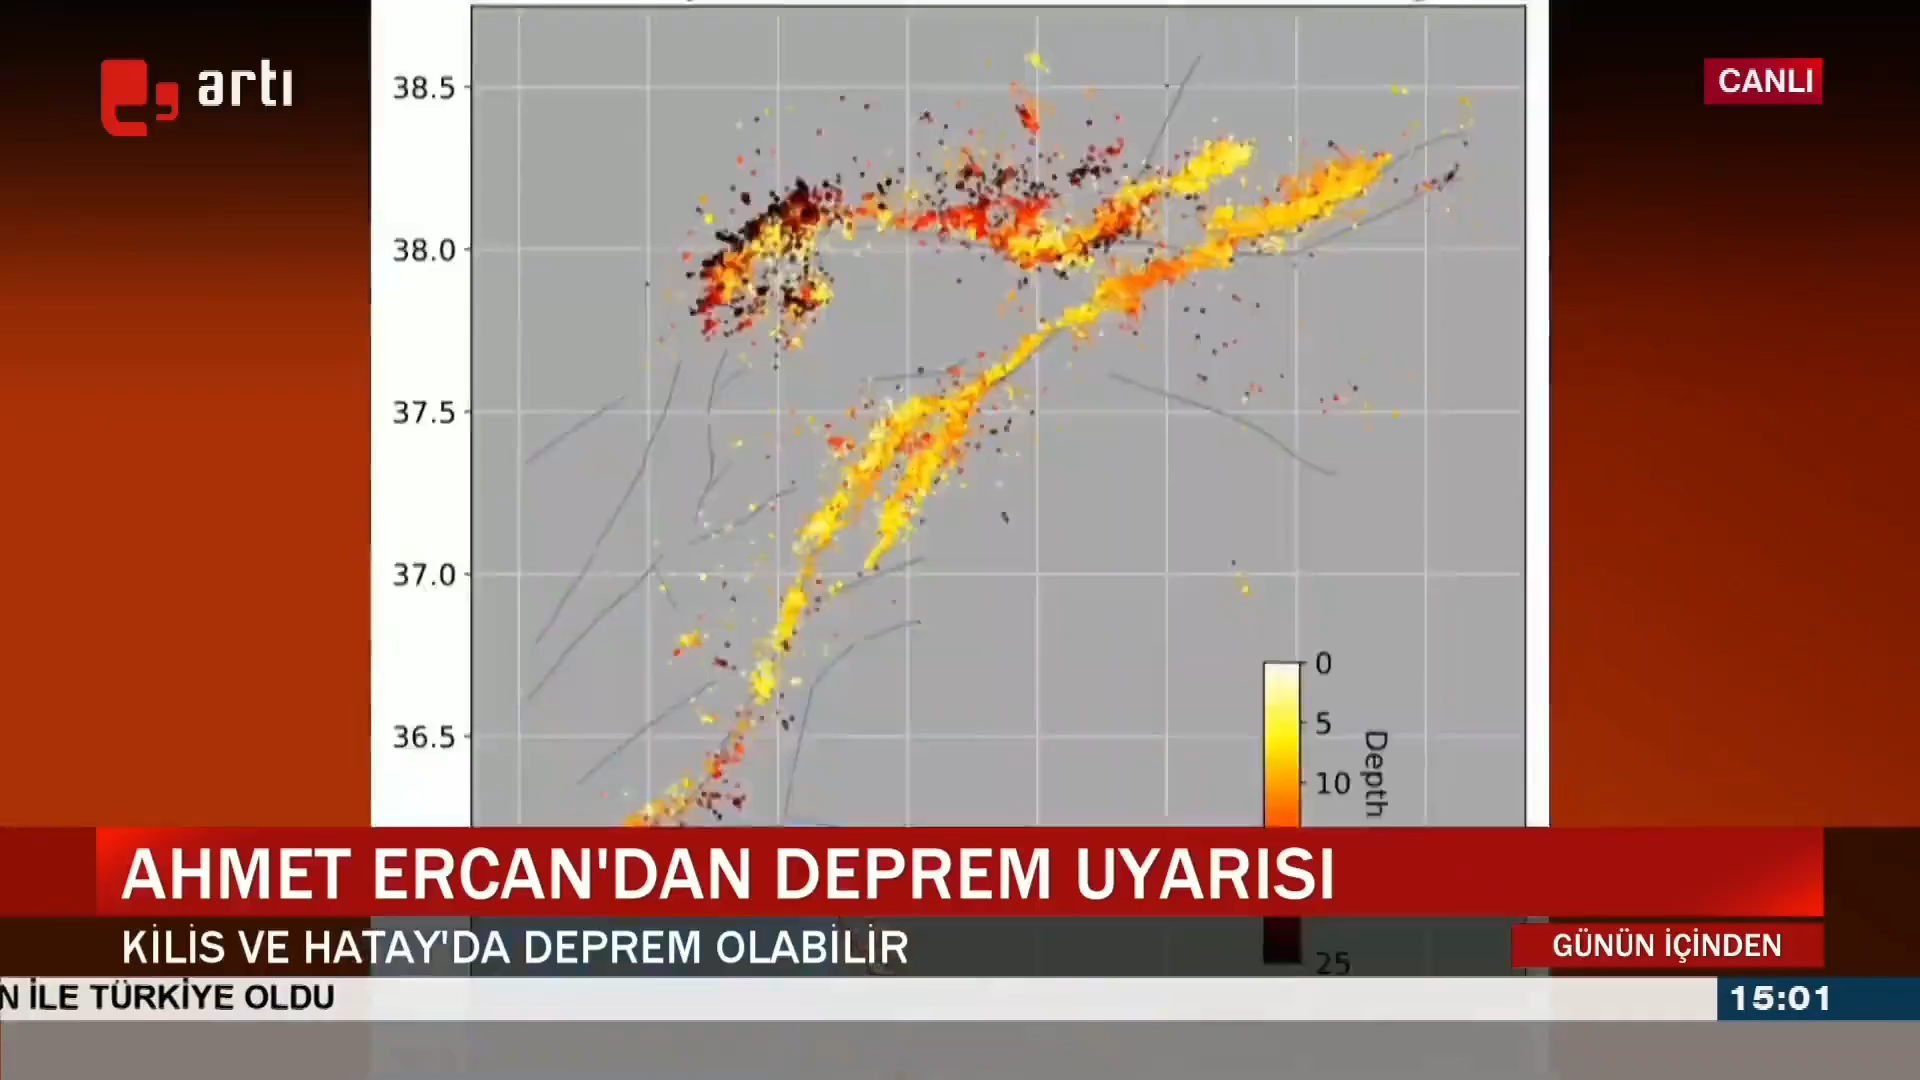 artı
CANLI
38.5
38.0
37.5
37.0
36.5
0
5
10
Depth
25
AHMET ERCAN'DAN DEPREM UYARISI
KİLİS VE HATAY'DA DEPREM OLABİLİR
GÜNÜN İÇİNDEN
N İLE TÜRKİYE OLDU
15:01